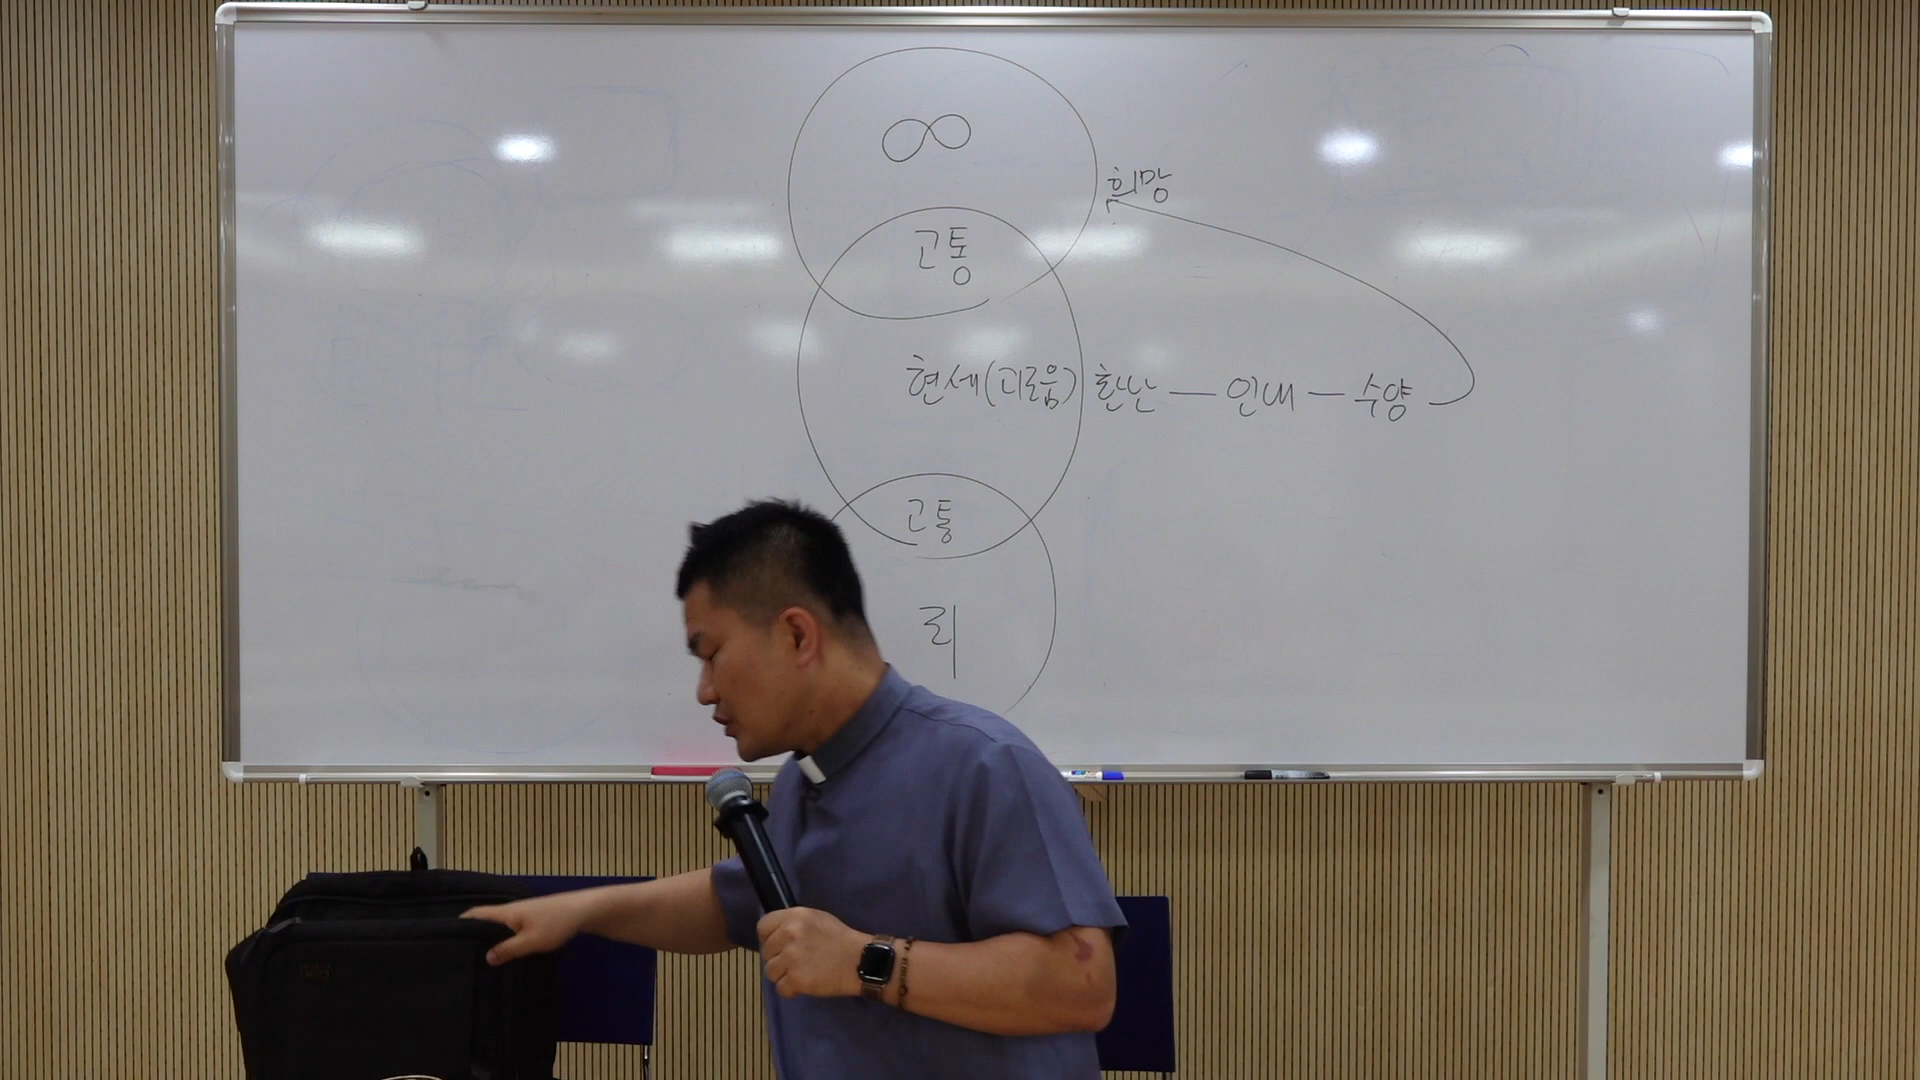 ∞
희망
고통
현세(괴로움) 환난 — 인내 — 수양
고통
리